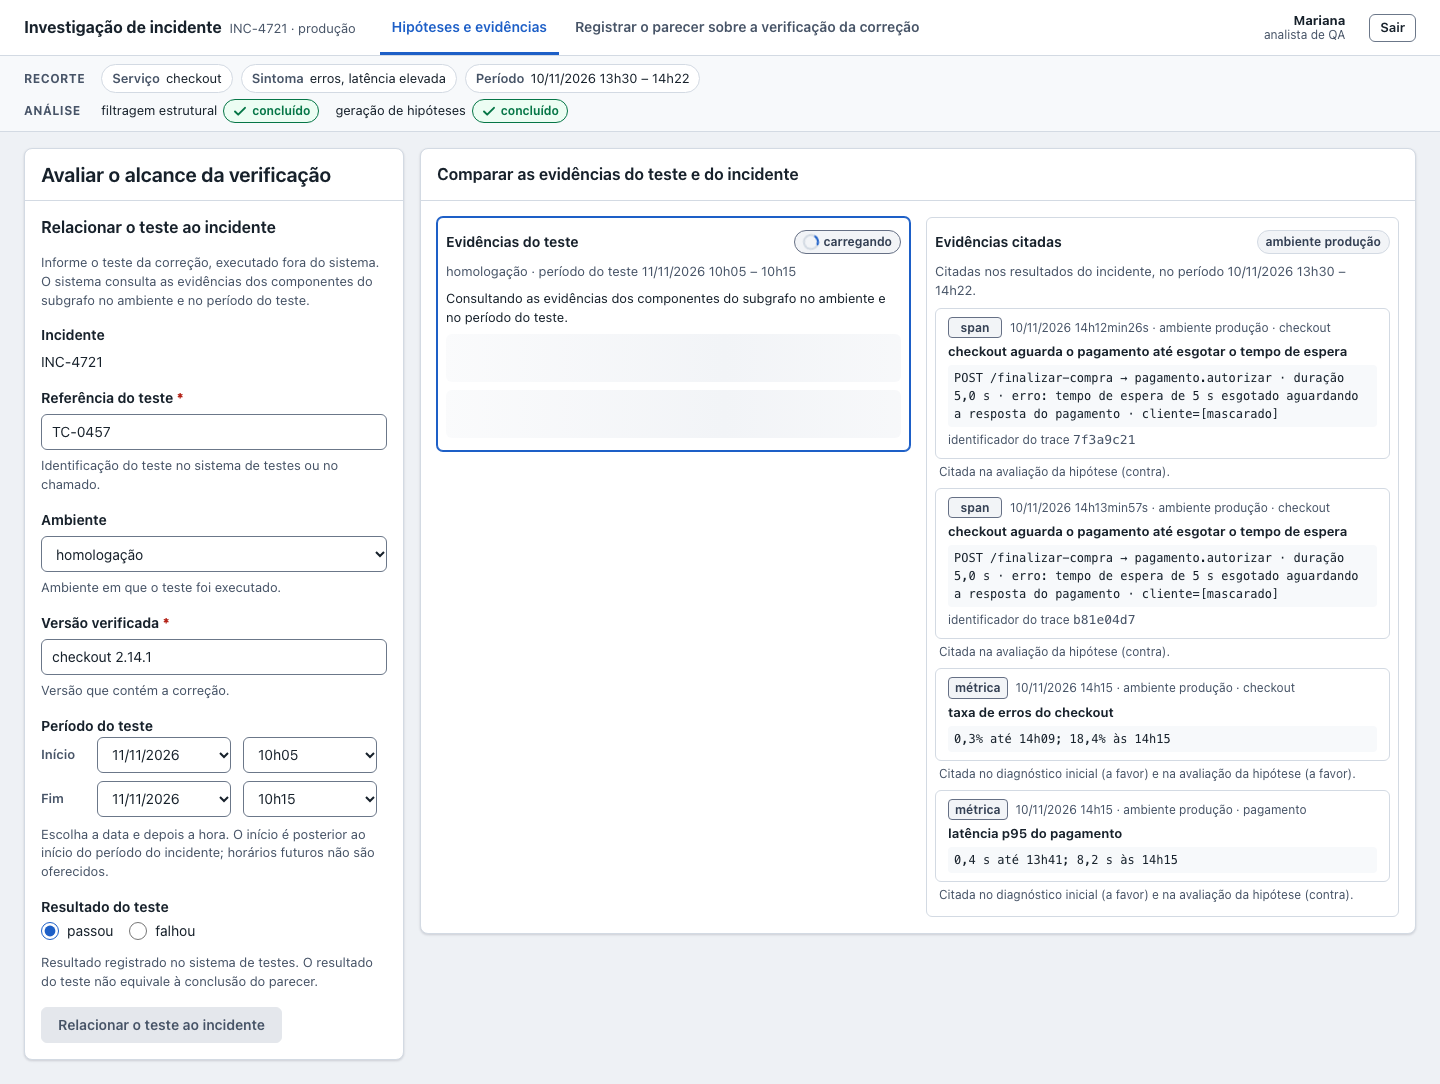 Investigação de incidente INC-4721 · produção
Hipóteses e evidências
Registrar o parecer sobre a verificação da correção
Mariana
analista de QA
Sair
RECORTE Serviço checkout Sintoma erros, latência elevada Período 10/11/2026 13h30 – 14h22
ANÁLISE filtragem estrutural concluído geração de hipóteses concluído
Avaliar o alcance da verificação
Relacionar o teste ao incidente
Informe o teste da correção, executado fora do sistema.
O sistema consulta as evidências dos componentes do
subgrafo no ambiente e no período do teste.
Incidente
INC-4721
Referência do teste *
TC-0457
Identificação do teste no sistema de testes ou no
chamado.
Ambiente
homologação
Ambiente em que o teste foi executado.
Versão verificada *
checkout 2.14.1
Versão que contém a correção.
Período do teste
Início 11/11/2026 10h05
Fim 11/11/2026 10h15
Escolha a data e depois a hora. O início é posterior ao
início do período do incidente; horários futuros não são
oferecidos.
Resultado do teste
passou falhou
Resultado registrado no sistema de testes. O resultado
do teste não equivale à conclusão do parecer.
Relacionar o teste ao incidente
Comparar as evidências do teste e do incidente
Evidências do teste carregando
homologação · período do teste 11/11/2026 10h05 – 10h15
Consultando as evidências dos componentes do subgrafo no ambiente e
no período do teste.
Evidências citadas ambiente produção
Citadas nos resultados do incidente, no período 10/11/2026 13h30 –
14h22.
span 10/11/2026 14h12min26s · ambiente produção · checkout
checkout aguarda o pagamento até esgotar o tempo de espera
POST /finalizar-compra → pagamento.autorizar · duração
5,0 s · erro: tempo de espera de 5 s esgotado aguardando
a resposta do pagamento · cliente=[mascarado]
identificador do trace 7f3a9c21
Citada na avaliação da hipótese (contra).
span 10/11/2026 14h13min57s · ambiente produção · checkout
checkout aguarda o pagamento até esgotar o tempo de espera
POST /finalizar-compra → pagamento.autorizar · duração
5,0 s · erro: tempo de espera de 5 s esgotado aguardando
a resposta do pagamento · cliente=[mascarado]
identificador do trace b81e04d7
Citada na avaliação da hipótese (contra).
métrica 10/11/2026 14h15 · ambiente produção · checkout
taxa de erros do checkout
0,3% até 14h09; 18,4% às 14h15
Citada no diagnóstico inicial (a favor) e na avaliação da hipótese (a favor).
métrica 10/11/2026 14h15 · ambiente produção · pagamento
latência p95 do pagamento
0,4 s até 13h41; 8,2 s às 14h15
Citada no diagnóstico inicial (a favor) e na avaliação da hipótese (contra).